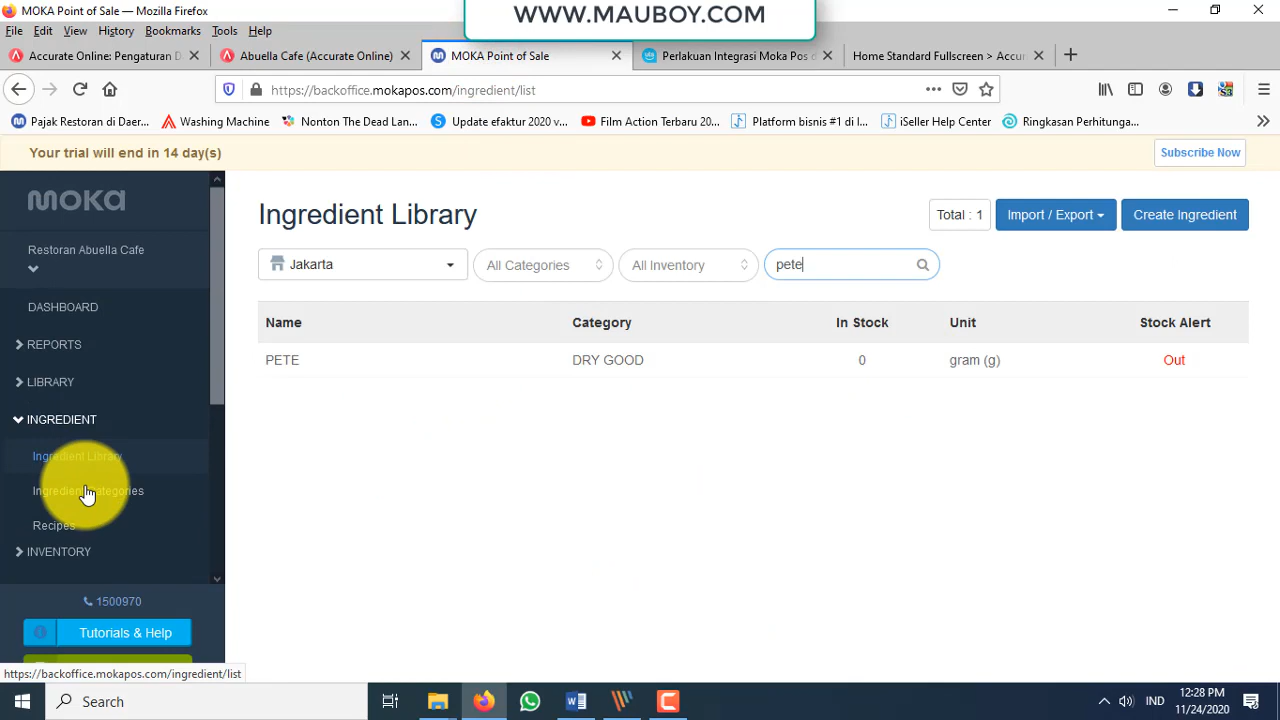 MOKA Point of Sale - Mozilla Firefox
WWW.MAUBOY.COM
File Edit View History Bookmarks Tools Help
Accurate Online: Pengaturan D
Abuella Cafe (Accurate Online)
MOKA Point of Sale
Perlakuan Integrasi Moka Pos d
Home Standard Fullscreen > Accur
https://backoffice.mokapos.com/ingredient/list
Pajak Restoran di Daer...
Washing Machine
Nonton The Dead Lan...
Update efaktur 2020 v...
Film Action Terbaru 20...
Platform bisnis #1 di I...
iSeller Help Center
Ringkasan Perhitunga...
Your trial will end in 14 day(s)
Subscribe Now
MOKA
Restoran Abuella Cafe
DASHBOARD
REPORTS
LIBRARY
INGREDIENT
Ingredient Library
Ingredient Categories
Recipes
INVENTORY
1500970
Tutorials & Help
Ingredient Library
Total : 1
Import / Export
Create Ingredient
Jakarta
All Categories
All Inventory
pete
Name Category In Stock Unit Stock Alert
PETE DRY GOOD 0 gram (g) Out
https://backoffice.mokapos.com/ingredient/list
Search
IND
12:28 PM
11/24/2020